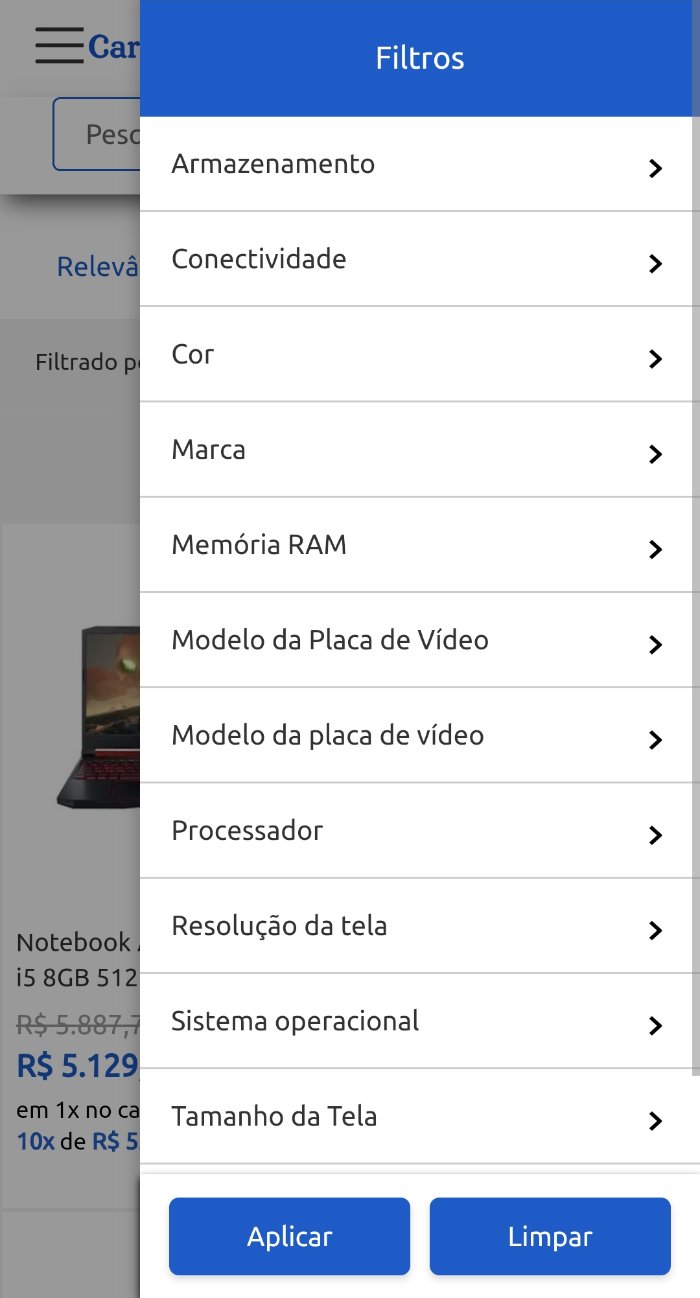 Filtros
Armazenamento
Conectividade
Cor
Marca
Memória RAM
Modelo da Placa de Vídeo
Modelo da placa de vídeo
Processador
Resolução da tela
Sistema operacional
Tamanho da Tela
Aplicar
Limpar
Car
Pesq
Relevâ
Filtrado po
Notebook
i5 8GB 512
R$ 5.887,7
R$ 5.129,
em 1x no ca
10x de R$ 5